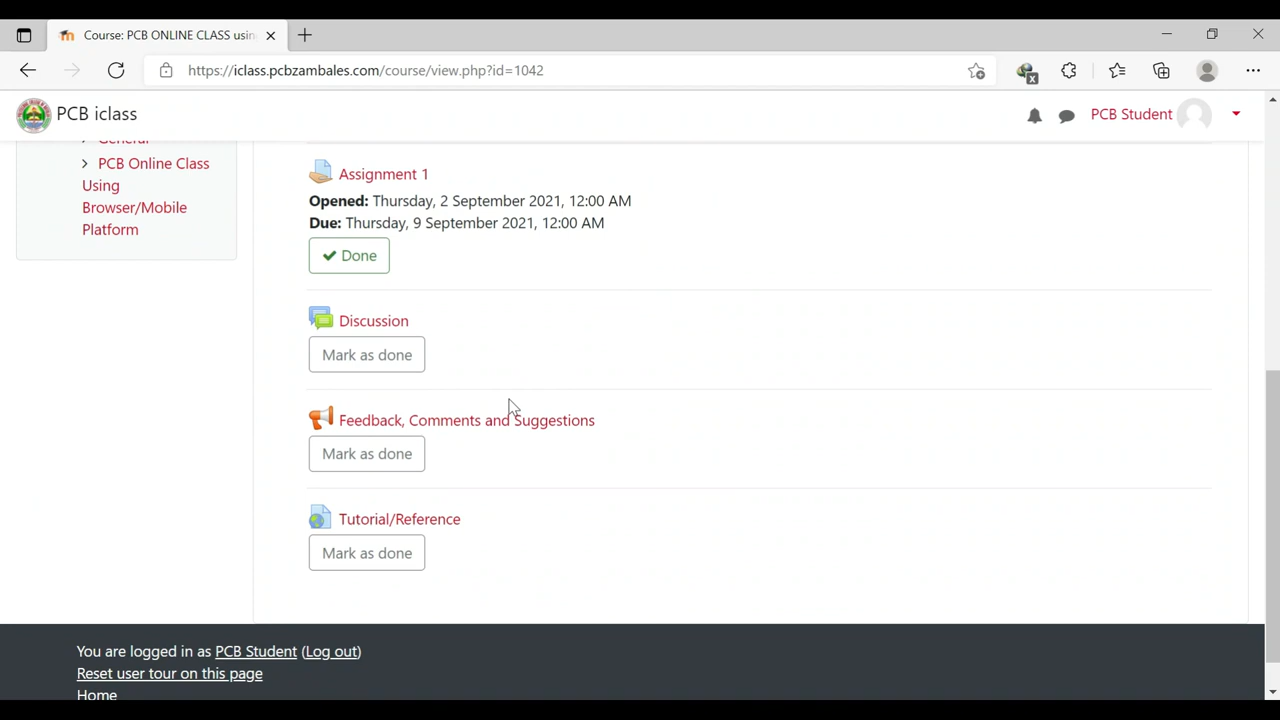 Course: PCB ONLINE CLASS usin
https://iclass.pcbzambales.com/course/view.php?id=1042
PCB iclass
PCB Student
General
PCB Online Class
Using
Browser/Mobile
Platform
Assignment 1
Opened: Thursday, 2 September 2021, 12:00 AM
Due: Thursday, 9 September 2021, 12:00 AM
Done
Discussion
Mark as done
Feedback, Comments and Suggestions
Mark as done
Tutorial/Reference
Mark as done
You are logged in as PCB Student (Log out)
Reset user tour on this page
Home